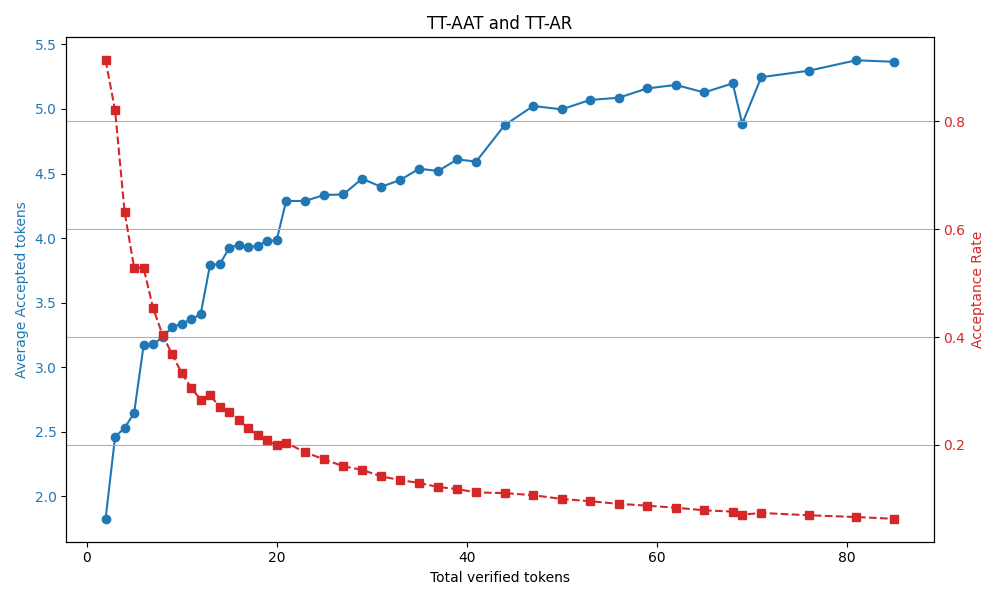 TT-AAT and TT-AR
5.5
5.0
4.5
4.0
3.5
3.0
2.5
2.0
Average Accepted tokens
0.8
0.6
0.4
0.2
Acceptance Rate
0 20 40 60 80
Total verified tokens